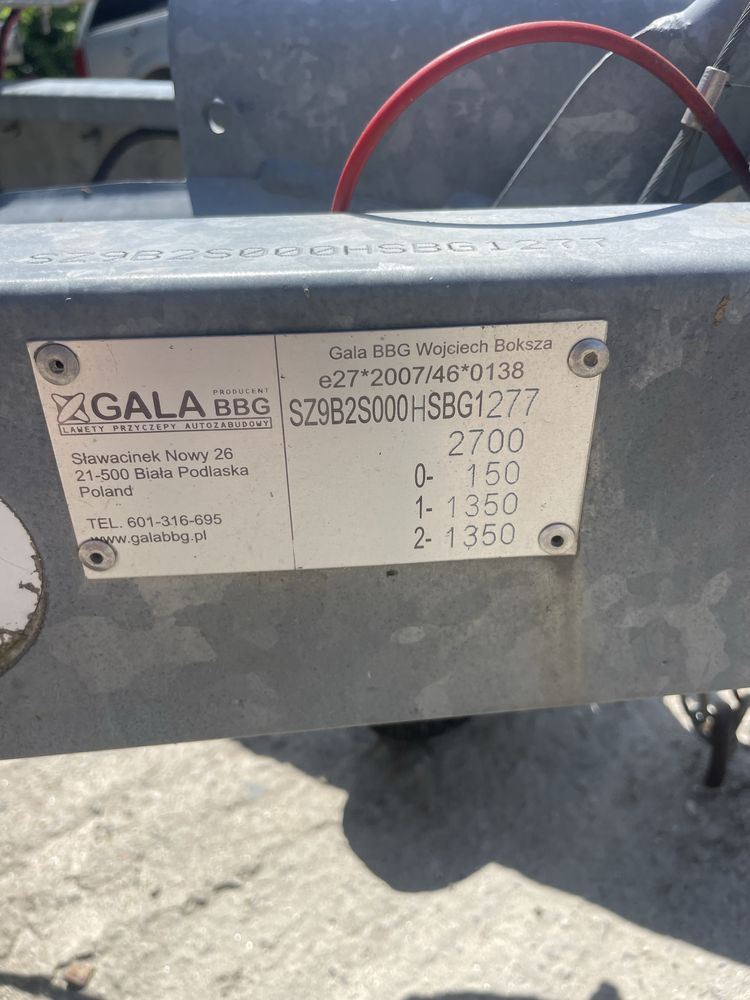 SZ9B2S000HSBG1277
PRODUCENT
GALA BBG
LAWETY PRZYCZEPY AUTOZABUDOWY
Sławacinek Nowy 26
21-500 Biała Podlaska
Poland
TEL. 601-316-695
www.galabbg.pl
Gala BBG Wojciech Boksza
e27*2007/46*0138
SZ9B2S000HSBG1277
2700
0- 150
1- 1350
2- 1350